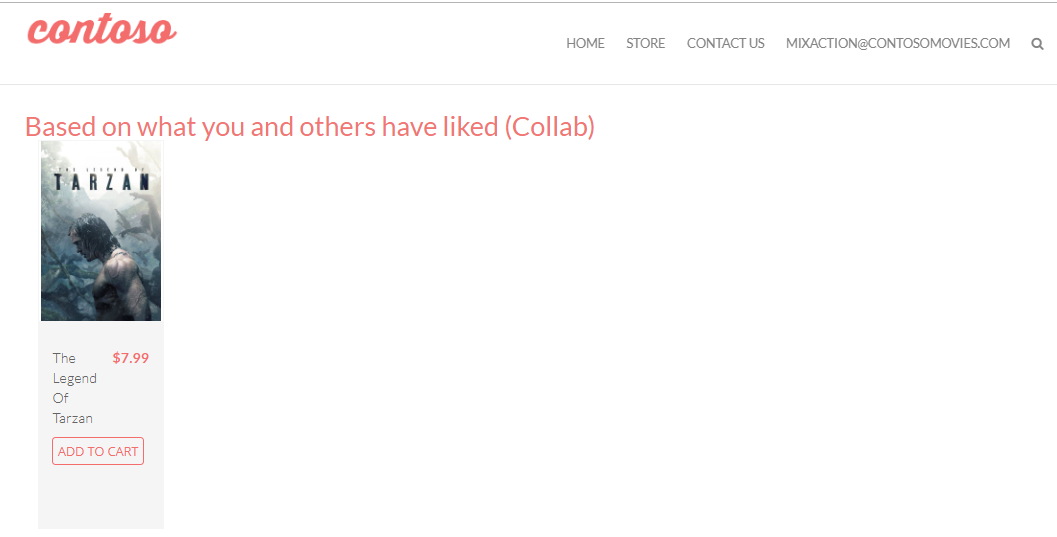 contoso
HOME STORE CONTACT US MIXACTION@CONTOSOMOVIES.COM
Based on what you and others have liked (Collab)
THE LEGEND OF
TARZAN
The $7.99
Legend
Of
Tarzan
ADD TO CART